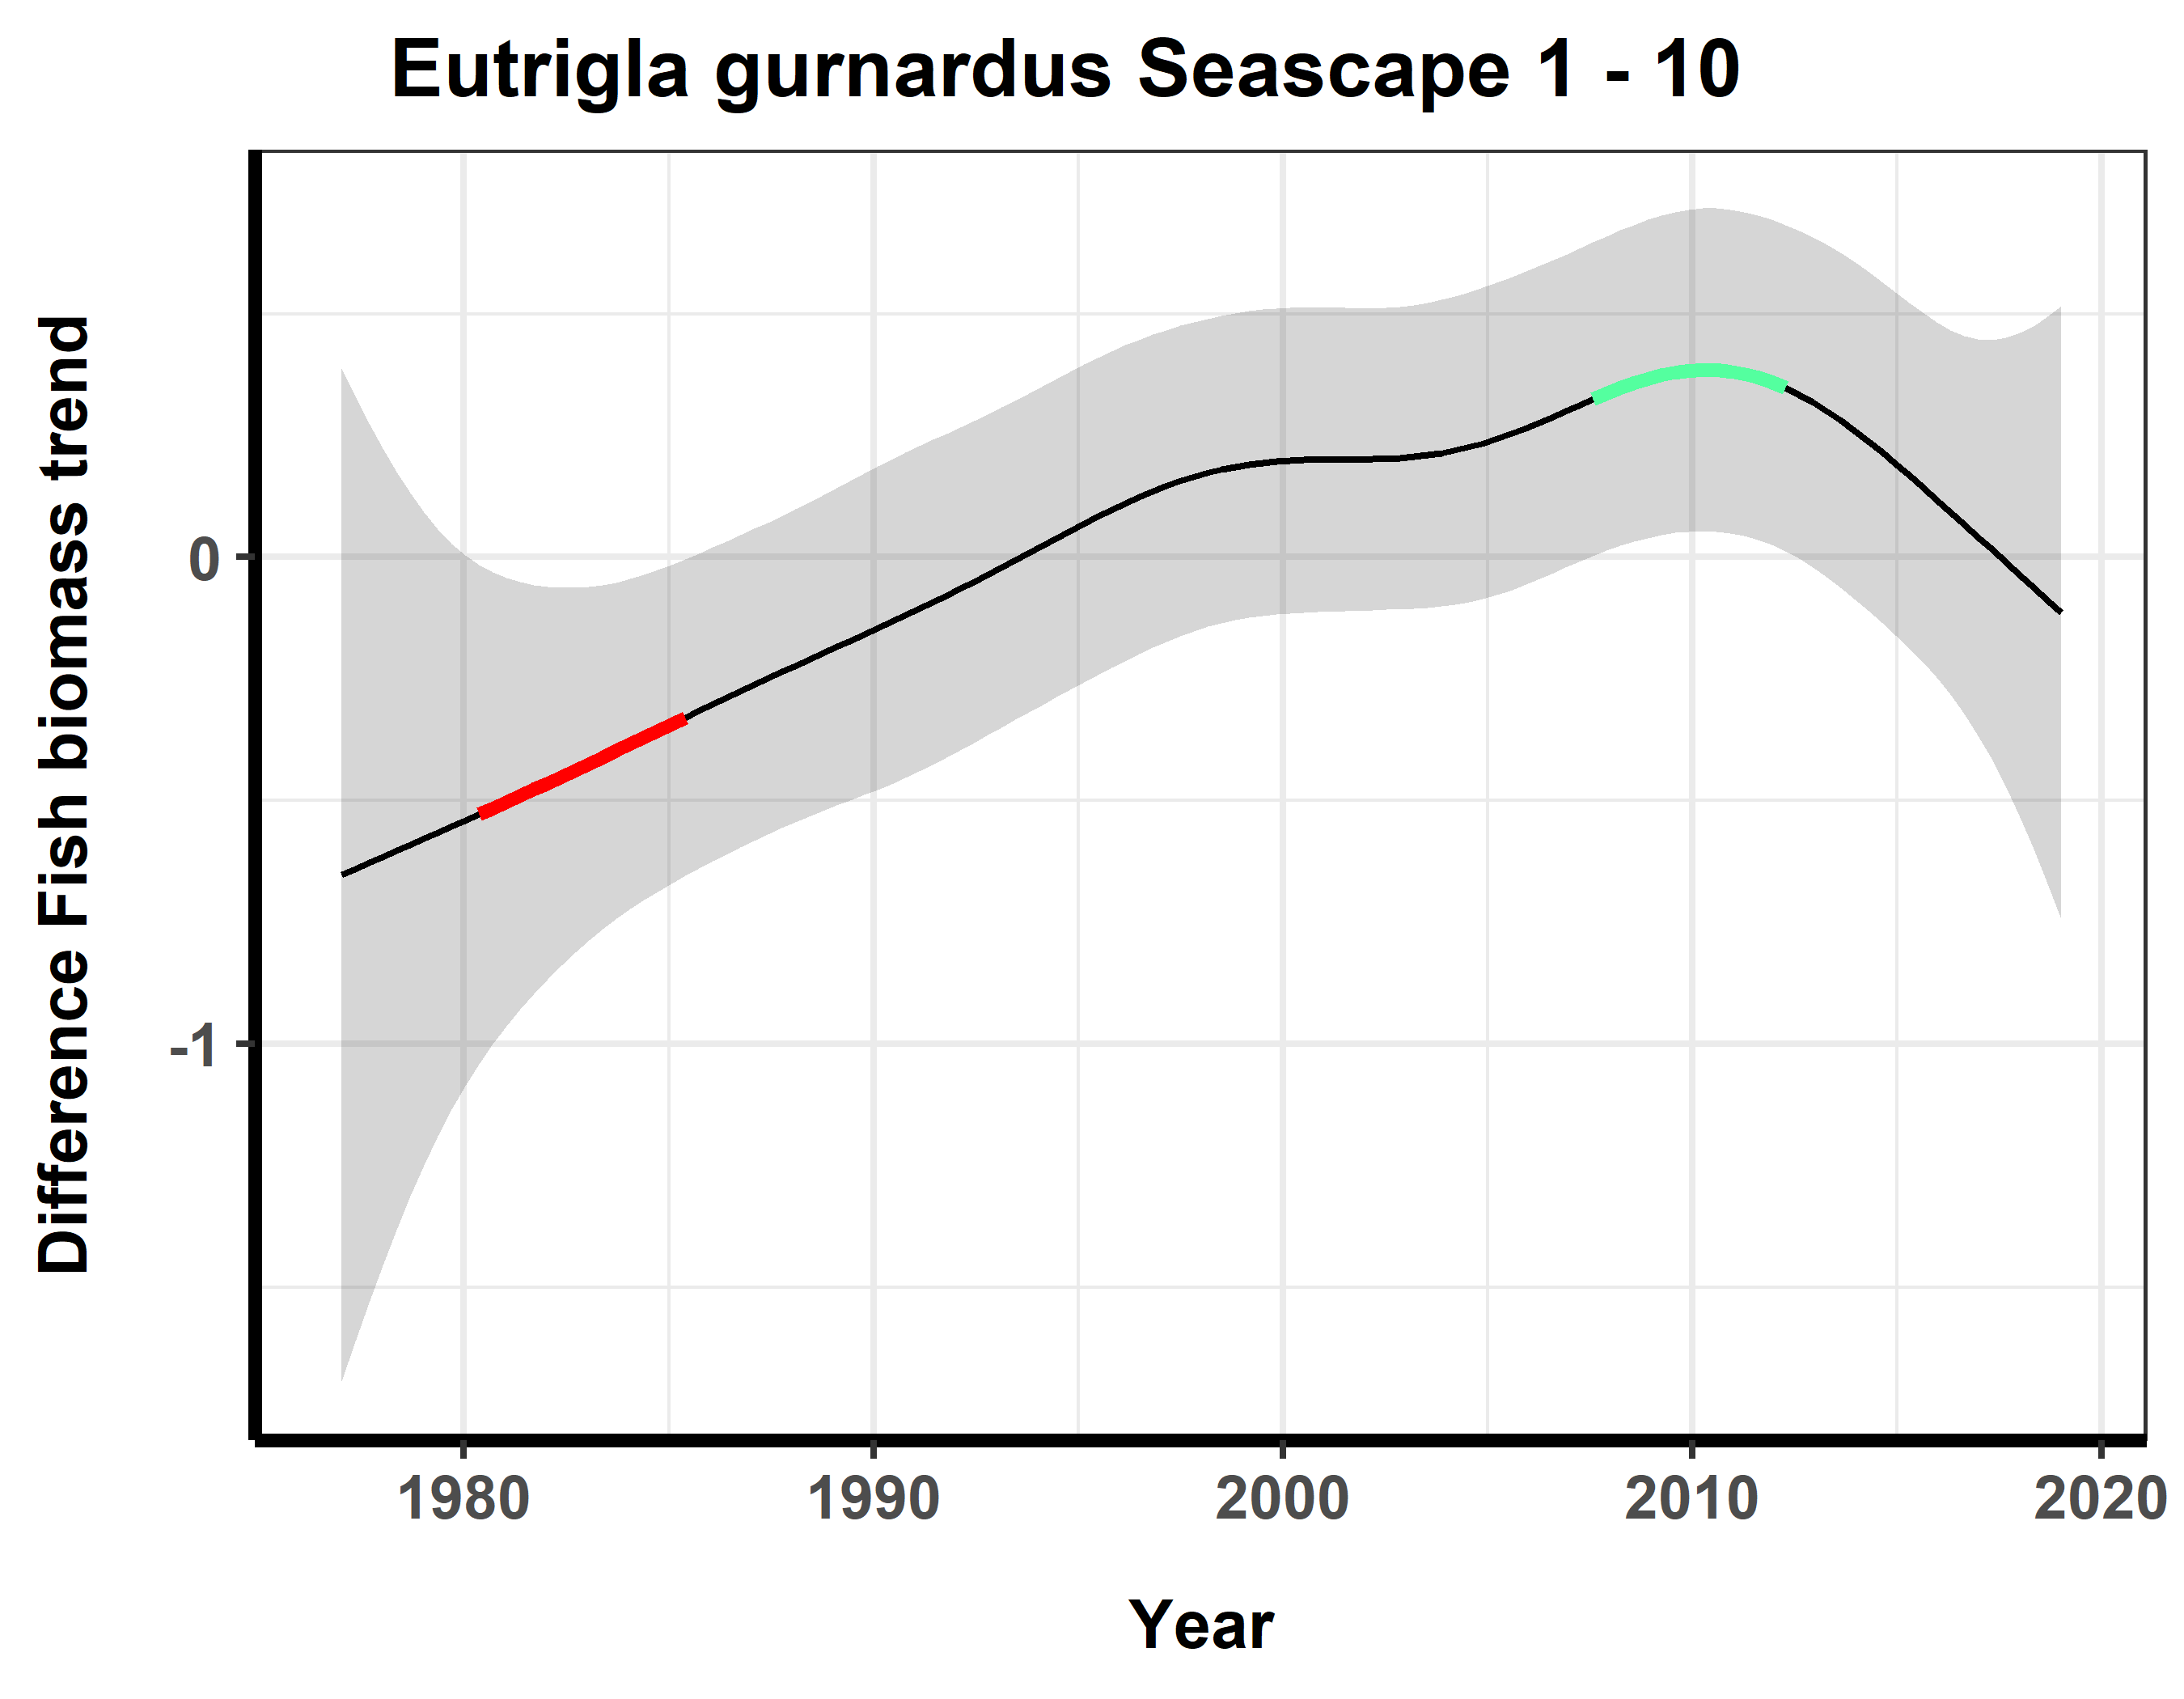 Eutrigla gurnardus Seascape 1 - 10
Difference Fish biomass trend
0
-1
1980
1990
2000
2010
2020
Year